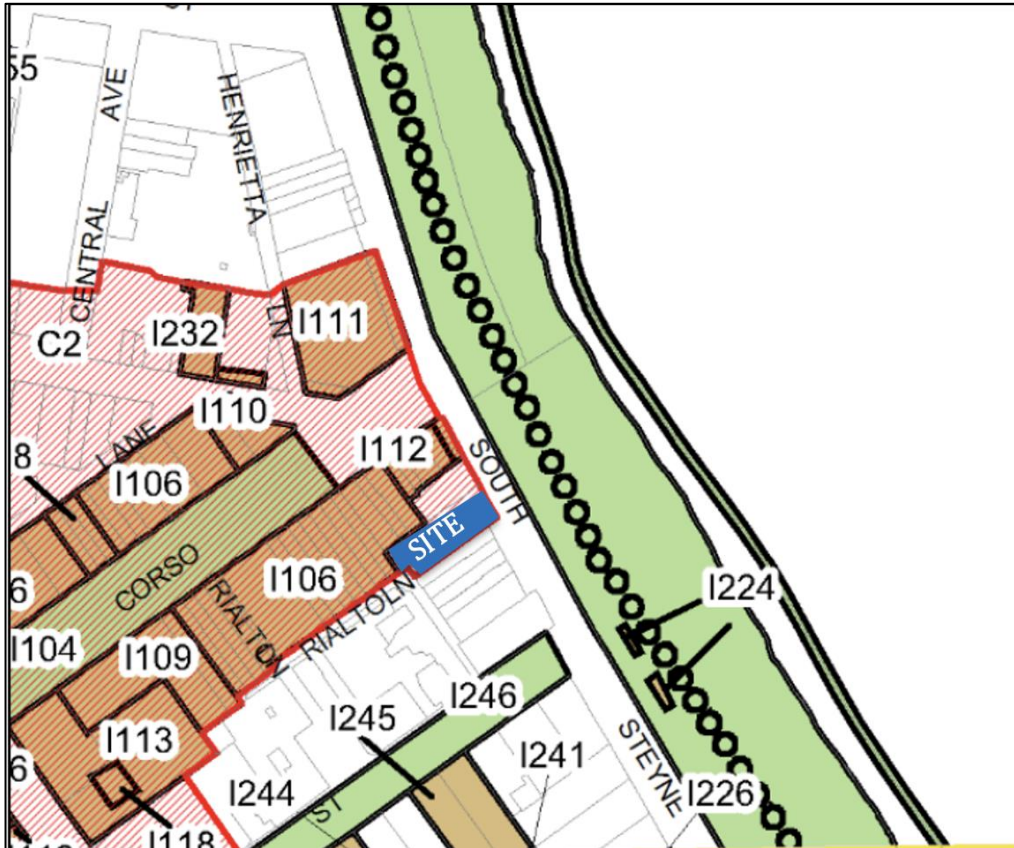 55
AVE
HENRIETTA
CENTRAL
LN
C2
I232
I111
I110
I112
LANE
8
I106
SOUTH
SITE
CORSO
I106
RIALTO LN
RIALTOLN
6
I104
I109
I224
I246
I245
I113
I241
STEYNE
6
I244
ST
I226
I118